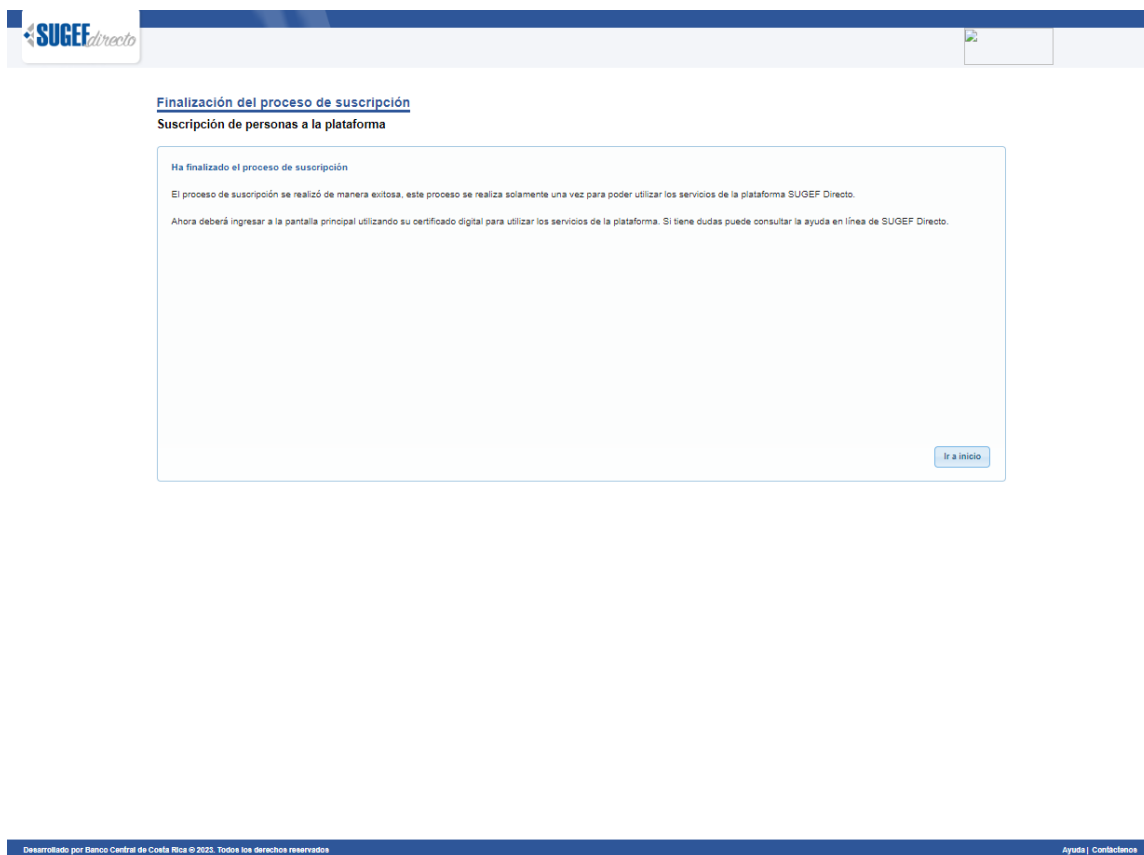 SUGEFdirecto
Finalización del proceso de suscripción
Suscripción de personas a la plataforma
Ha finalizado el proceso de suscripción
El proceso de suscripción se realizó de manera exitosa, este proceso se realiza solamente una vez para poder utilizar los servicios de la plataforma SUGEF Directo.
Ahora deberá ingresar a la pantalla principal utilizando su certificado digital para utilizar los servicios de la plataforma. Si tiene dudas puede consultar la ayuda en línea de SUGEF Directo.
Ir a inicio
Desarrollado por Banco Central de Costa Rica © 2023. Todos los derechos reservados
Ayuda | Contáctenos